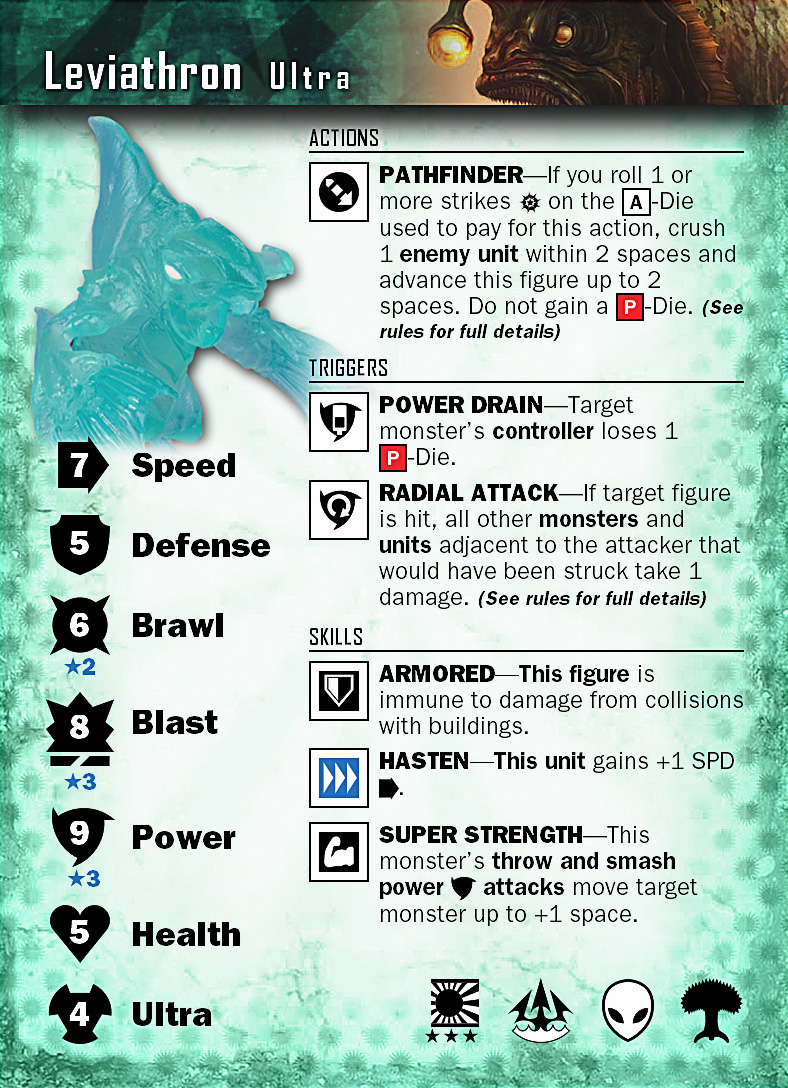 Leviathron Ultra
ACTIONS
PATHFINDER—If you roll 1 or
more strikes on the A-Die
used to pay for this action, crush
1 enemy unit within 2 spaces and
advance this figure up to 2
spaces. Do not gain a P-Die. (See
rules for full details)
TRIGGERS
POWER DRAIN—Target
monster's controller loses 1
P-Die.
RADIAL ATTACK—If target figure
is hit, all other monsters and
units adjacent to the attacker that
would have been struck take 1
damage. (See rules for full details)
SKILLS
ARMORED—This figure is
immune to damage from collisions
with buildings.
HASTEN—This unit gains +1 SPD
.
SUPER STRENGTH—This
monster's throw and smash
power attacks move target
monster up to +1 space.
7 Speed
5 Defense
6 Brawl
★2
8 Blast
★3
9 Power
★3
5 Health
4 Ultra
★★★